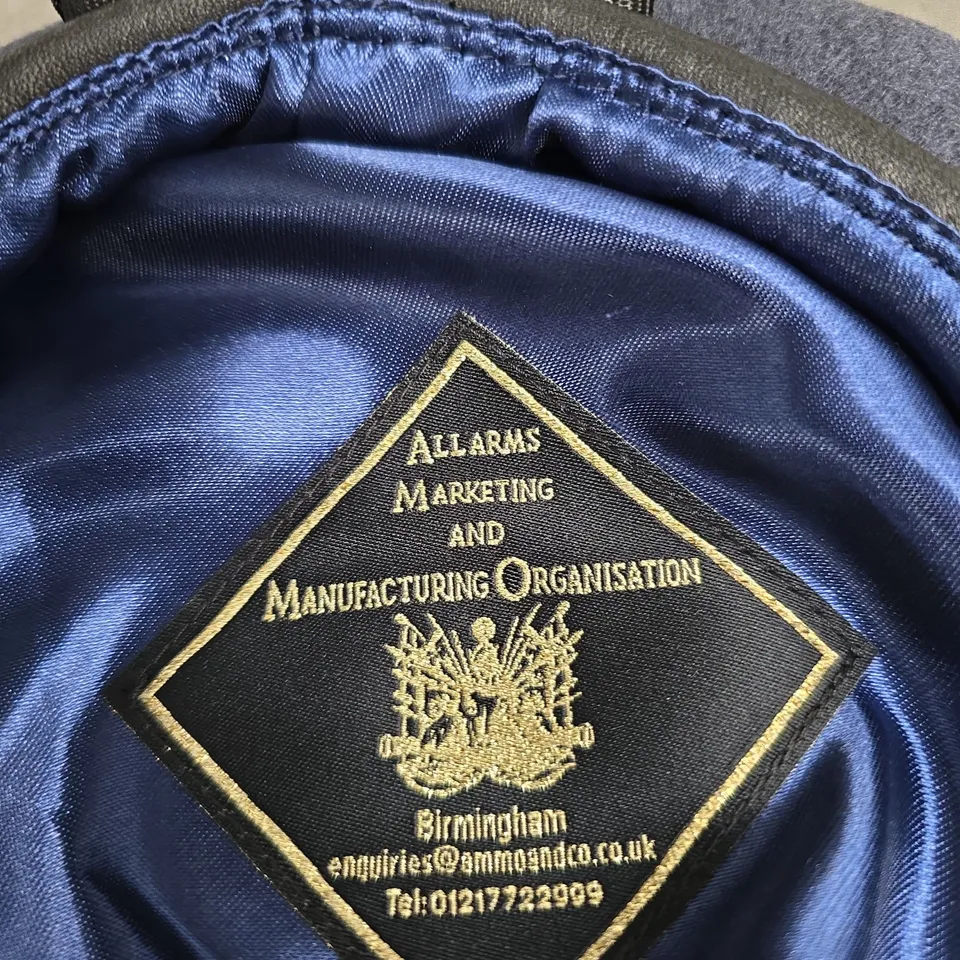 ALLARMS
MARKETING
AND
MANUFACTURING ORGANISATION
Birmingham
enquiries@ammoandco.co.uk
Tel:01217722999